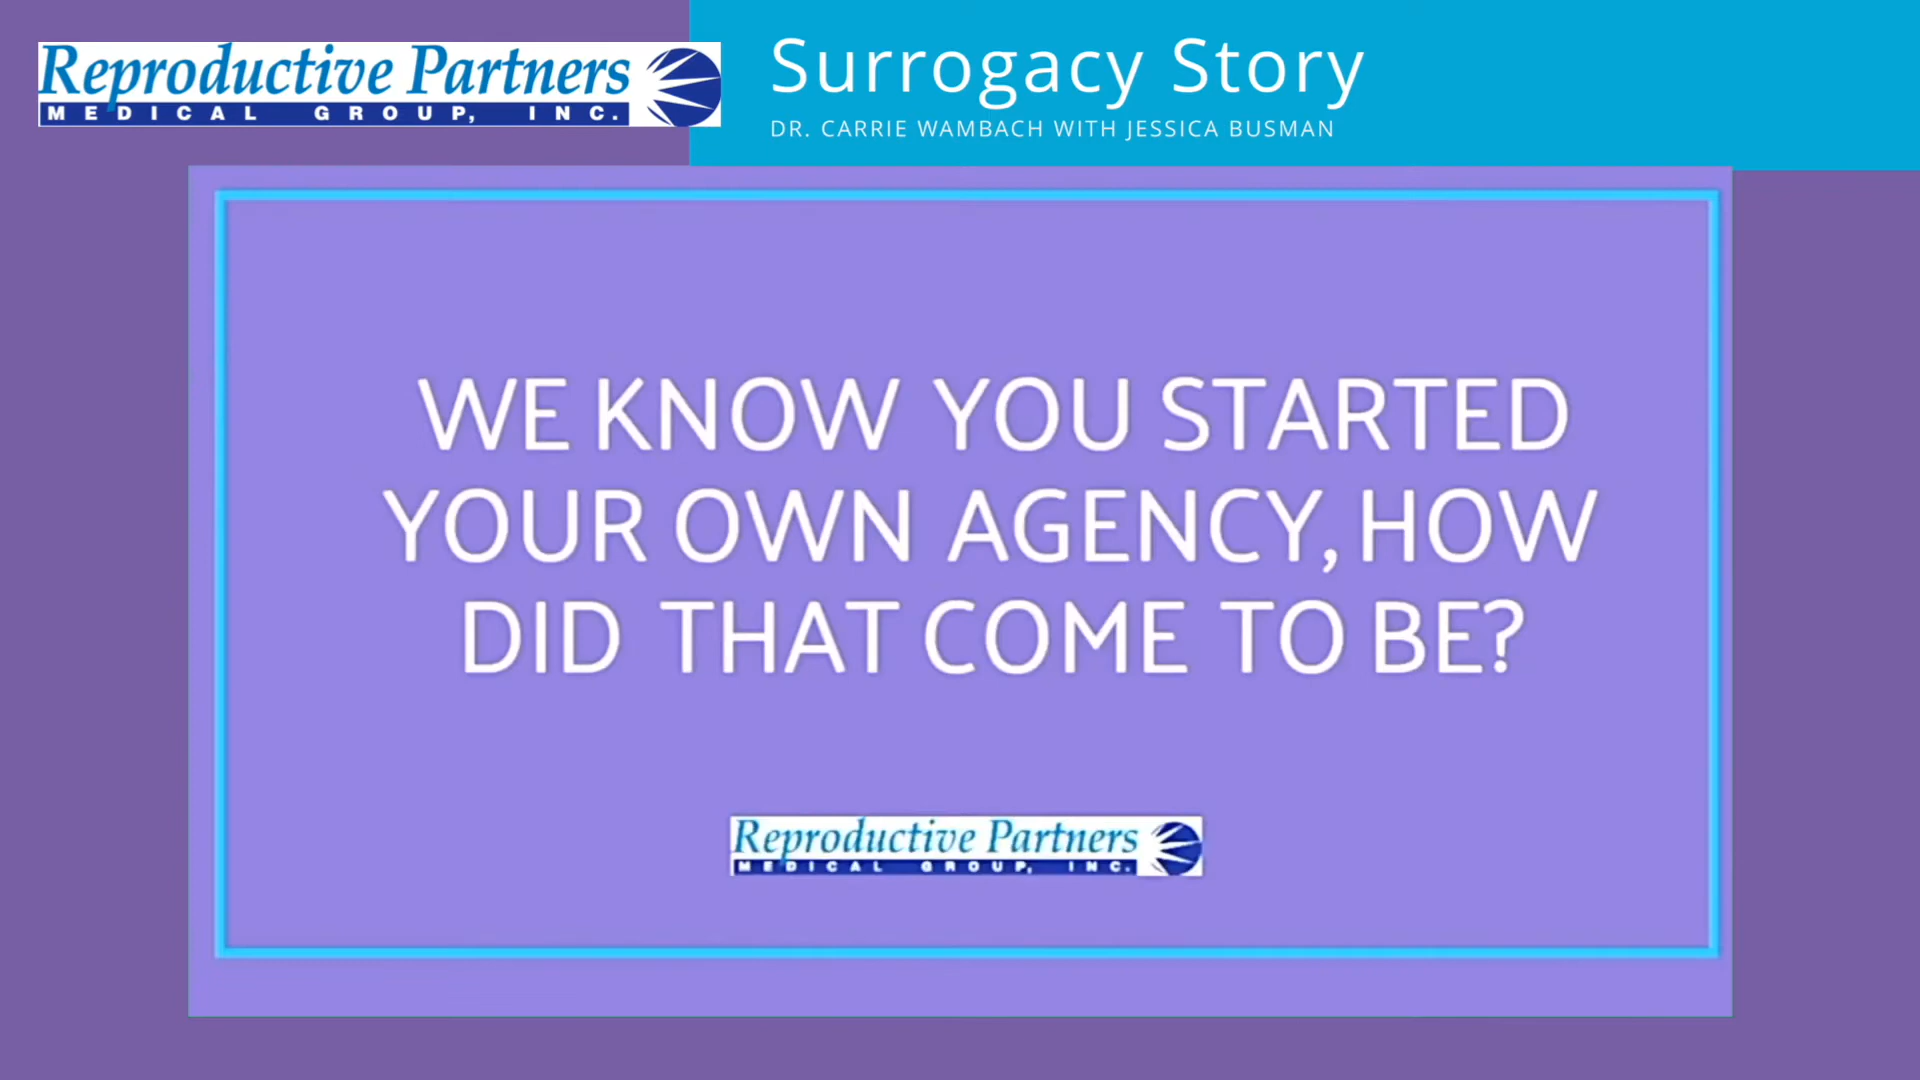 Reproductive Partners
MEDICAL GROUP, INC.
Surrogacy Story
DR. CARRIE WAMBACH WITH JESSICA BUSMAN
WE KNOW YOU STARTED
YOUR OWN AGENCY, HOW
DID THAT COME TO BE?
Reproductive Partners
MEDICAL GROUP, INC.